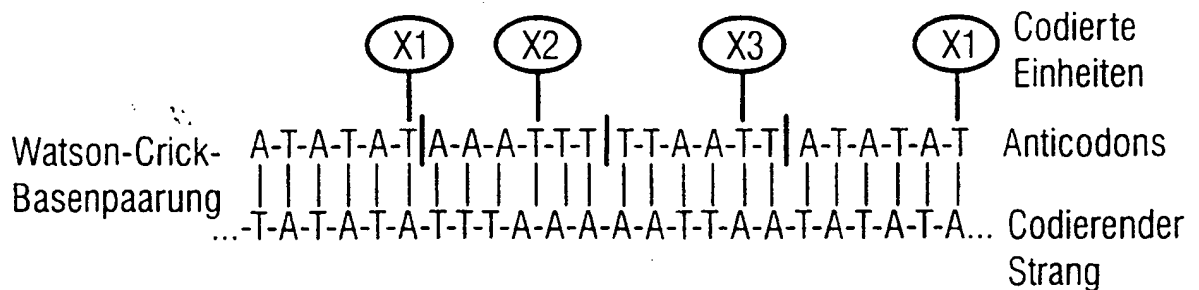 X1 X2 X3 X1 Codierte
Einheiten
Watson-Crick- A-T-A-T-A-T|A-A-A-T-T-T|T-T-A-A-T-T|A-T-A-T-A-T Anticodons
Basenpaarung
...-T-A-T-A-T-A-T-T-T-A-A-A-A-A-T-T-A-A-T-A-T-A-T-A... Codierender
Strang